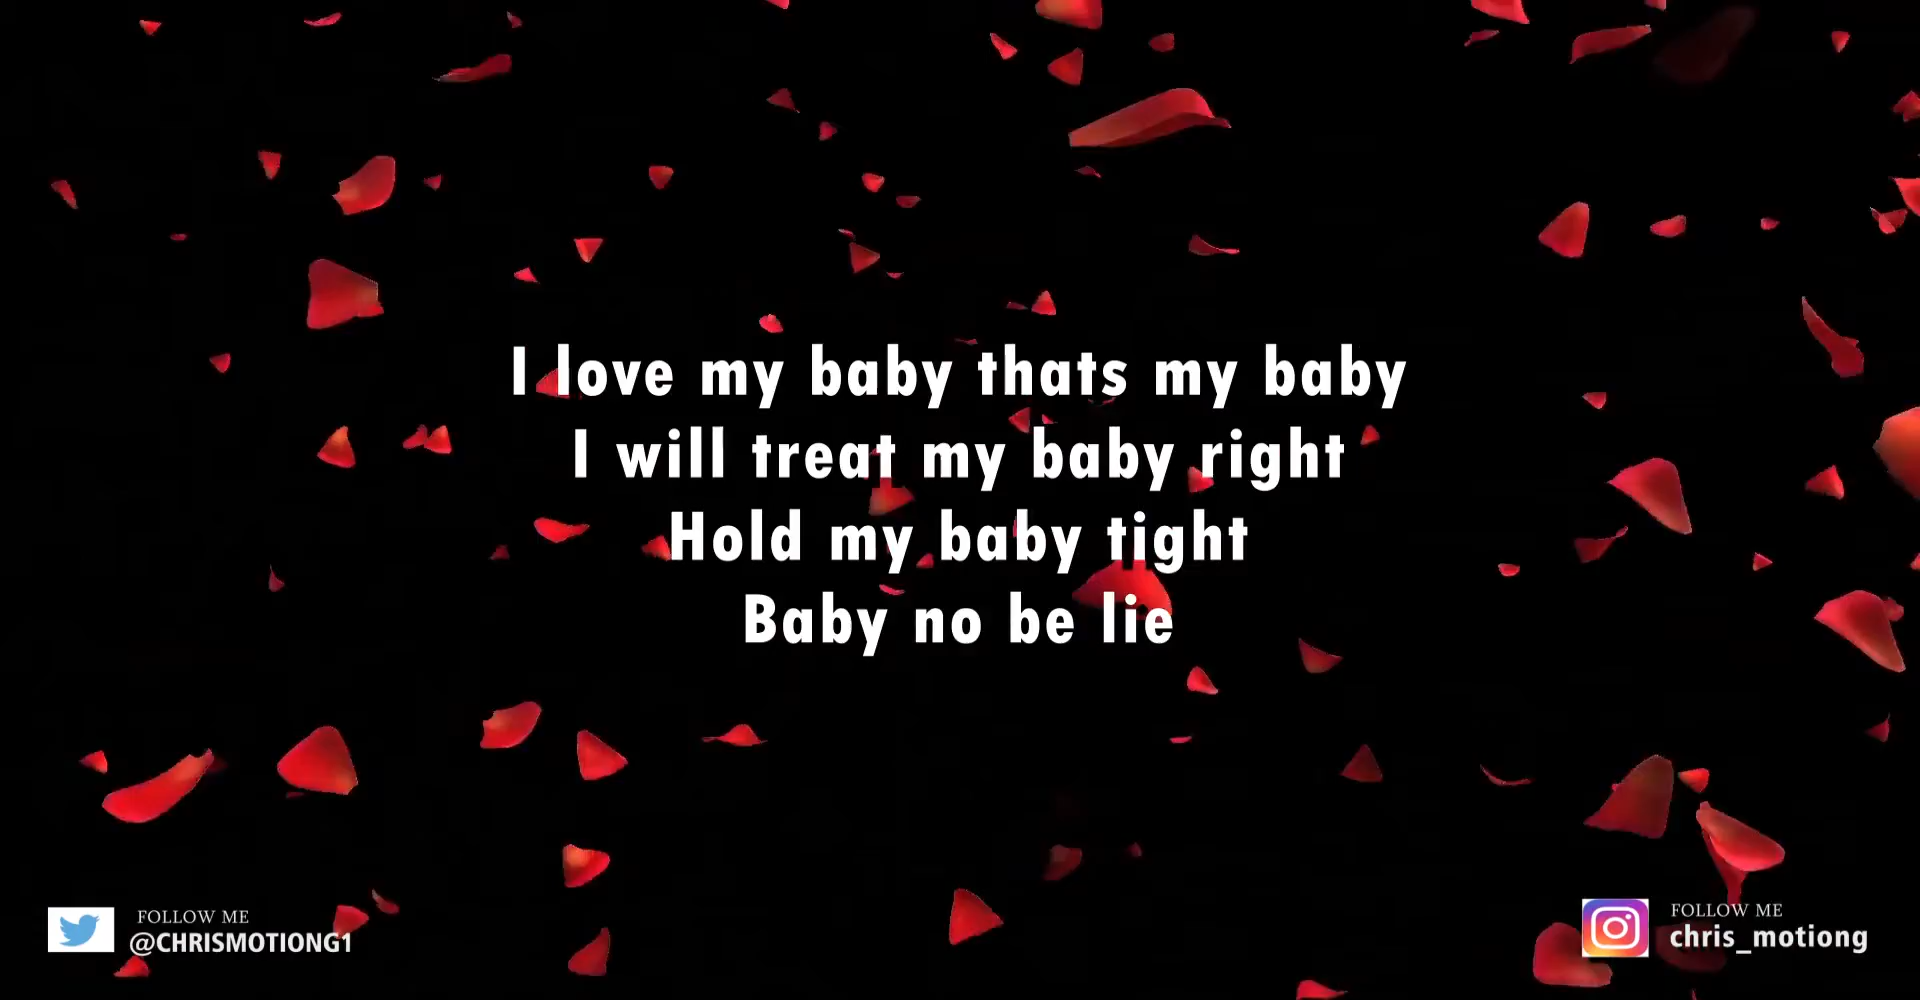 I love my baby thats my baby
I will treat my baby right
Hold my baby tight
Baby no be lie
FOLLOW ME
@CHRISMOTIONG1
FOLLOW ME
chris_motiong